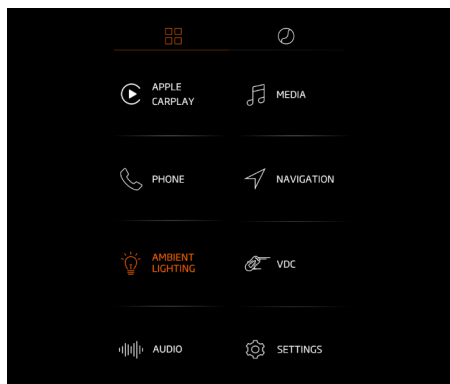 APPLE
CARPLAY
MEDIA
PHONE
NAVIGATION
AMBIENT
LIGHTING
VDC
AUDIO
SETTINGS